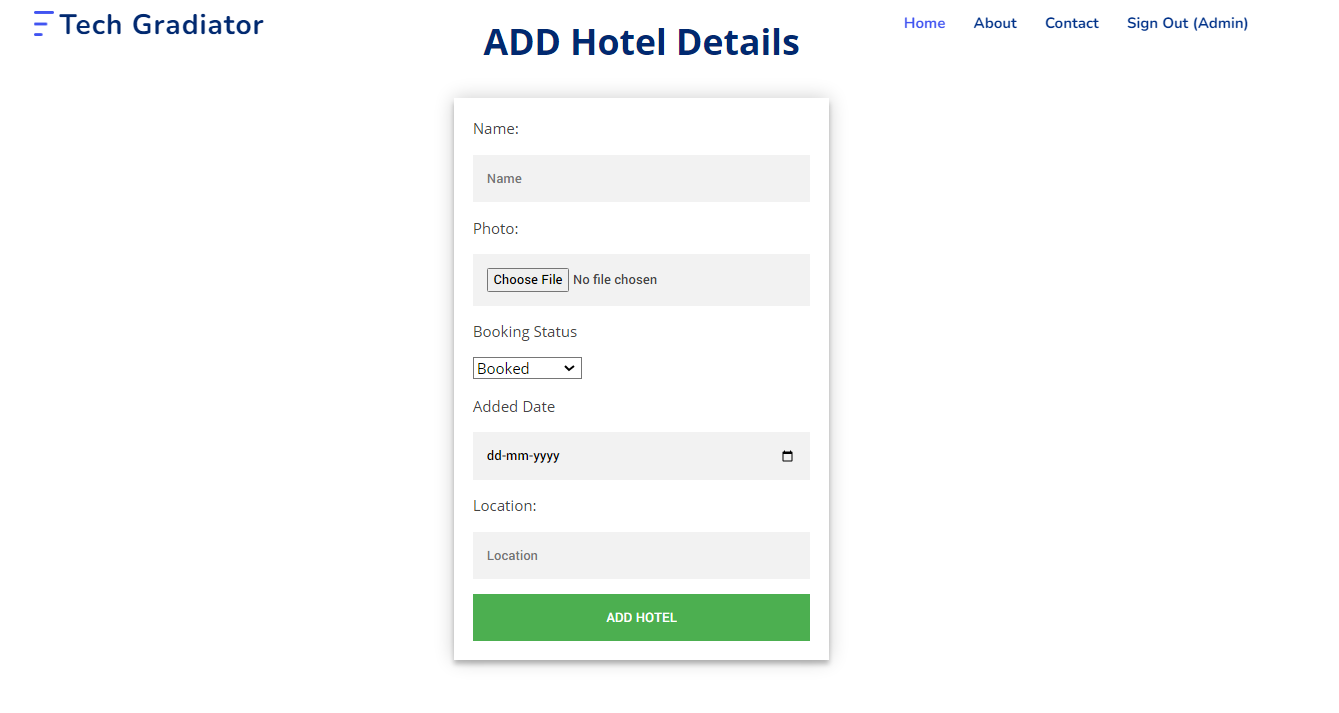 Tech Gradiator
Home About Contact Sign Out (Admin)
ADD Hotel Details
Name:
Name
Photo:
Choose File No file chosen
Booking Status
Booked
Added Date
dd-mm-yyyy
Location:
Location
ADD HOTEL